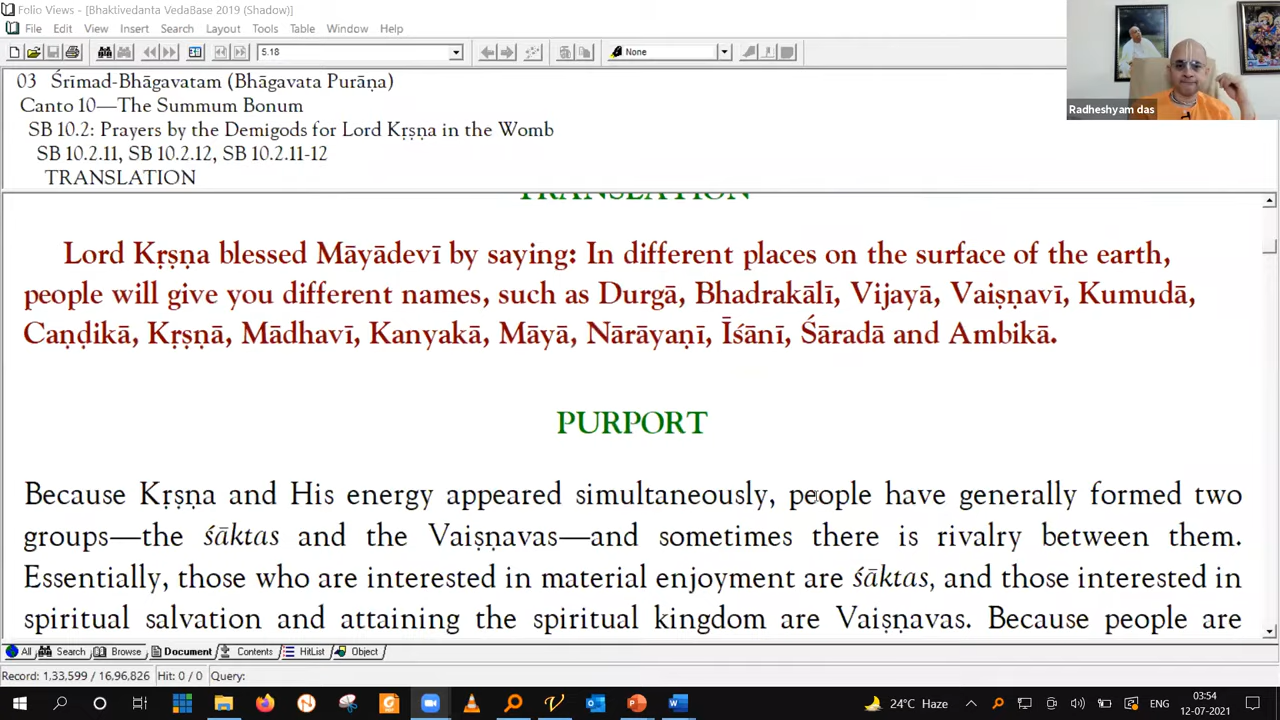 Folio Views - [Bhaktivedanta VedaBase 2019 (Shadow)]
File Edit View Insert Search Layout Tools Table Window Help
5.18 None
03 Śrīmad-Bhāgavatam (Bhāgavata Purāṇa)
Canto 10—The Summum Bonum
SB 10.2: Prayers by the Demigods for Lord Kṛṣṇa in the Womb
SB 10.2.11, SB 10.2.12, SB 10.2.11-12
TRANSLATION
Radheshyam das
TRANSLATION
Lord Kṛṣṇa blessed Māyādevī by saying: In different places on the surface of the earth,
people will give you different names, such as Durgā, Bhadrakālī, Vijayā, Vaiṣṇavī, Kumudā,
Caṇḍikā, Kṛṣṇā, Mādhavī, Kanyakā, Māyā, Nārāyaṇī, Īśānī, Śāradā and Ambikā.
PURPORT
Because Kṛṣṇa and His energy appeared simultaneously, people have generally formed two
groups—the śāktas and the Vaiṣṇavas—and sometimes there is rivalry between them.
Essentially, those who are interested in material enjoyment are śāktas, and those interested in
spiritual salvation and attaining the spiritual kingdom are Vaiṣṇavas. Because people are
All Search Browse Document Contents HitList Object
Record: 1,33,599 / 16,96,826 Hit: 0 / 0 Query:
24°C Haze ENG 03:54
12-07-2021